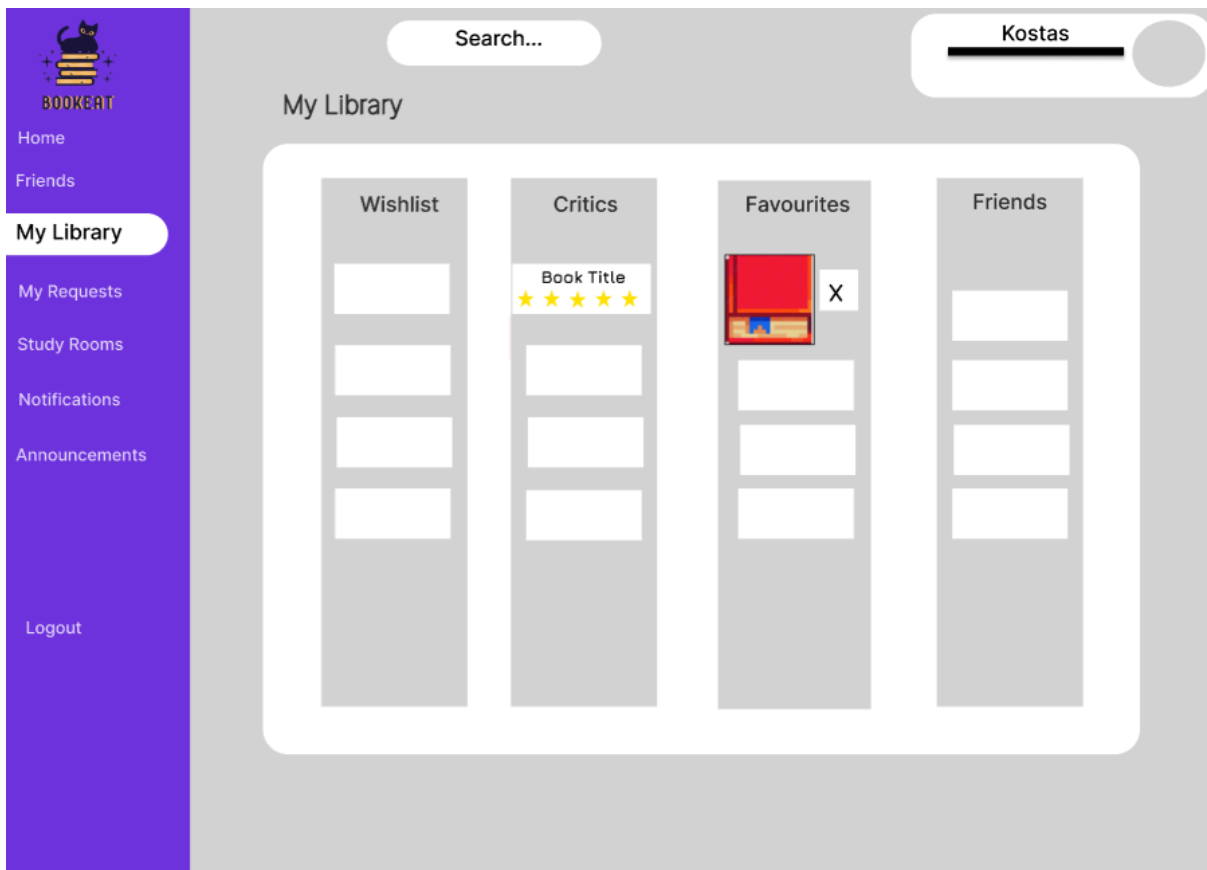 BOOKEAT
Home
Friends
My Library
My Requests
Study Rooms
Notifications
Announcements
Logout
Search...
Kostas
My Library
Wishlist
Critics
Favourites
Friends
Book Title
X